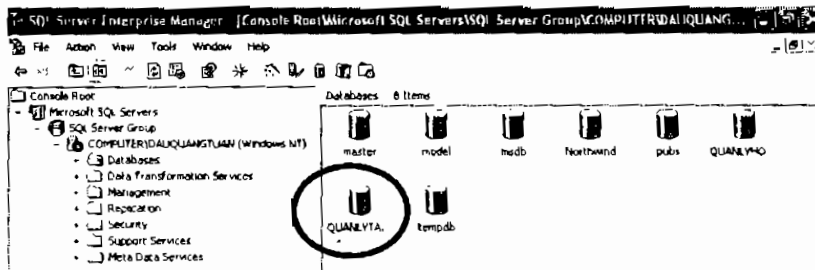 SQL Server Enterprise Manager - [Console Root\Microsoft SQL Servers\SQL Server Group\COMPUTER\DAUQUANG...
File Action View Tools Window Help
Console Root
Microsoft SQL Servers
SQL Server Group
COMPUTER\DAUQUANGTUAN (Windows NT)
Databases
Data Transformation Services
Management
Replication
Security
Support Services
Meta Data Services
Databases 8 Items
master model msdb Northwind pubs QUANLYHO
QUANLYTA. tempdb